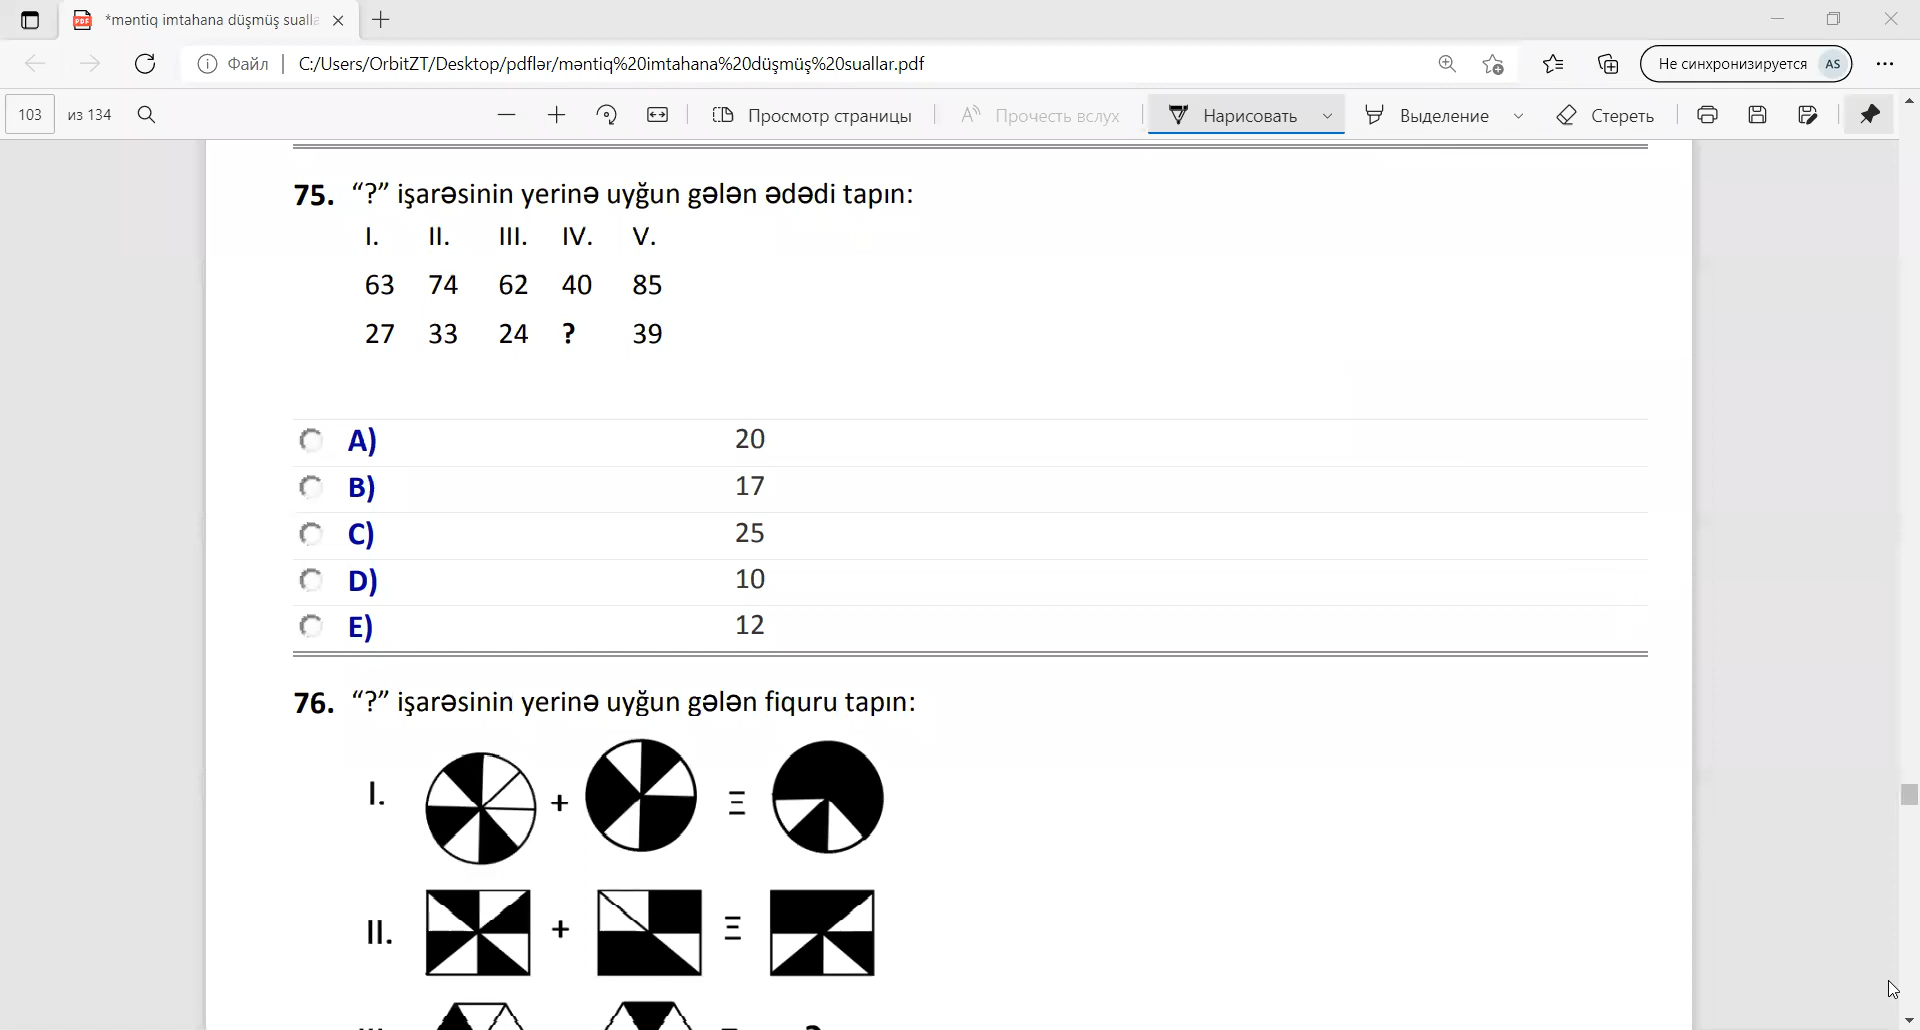 *məntiq imtahana düşmüş sualla
Файл
C:/Users/OrbitZT/Desktop/pdflər/məntiq%20imtahana%20düşmüş%20suallar.pdf
Не синхронизируется AS
103 из 134
Просмотр страницы
Прочесть вслух
Нарисовать
Выделение
Стереть
75. “?” işarəsinin yerinə uyğun gələn ədədi tapın:
I. II. III. IV. V.
63 74 62 40 85
27 33 24 ? 39
A) 20
B) 17
C) 25
D) 10
E) 12
76. “?” işarəsinin yerinə uyğun gələn fiquru tapın:
I. + =
II. + =